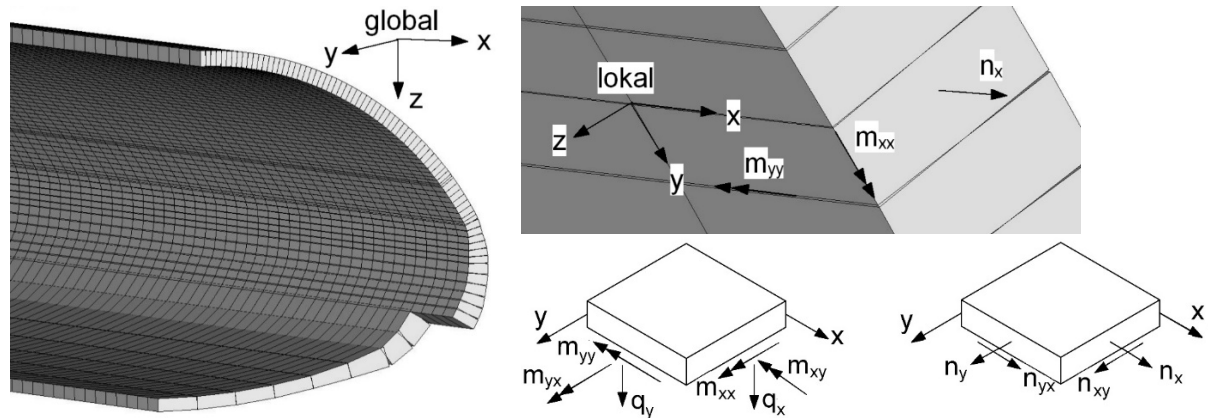 global
y
x
z
lokal
n_x
x
z
m_xx
m_yy
y
y
x
m_yy
m_xy
m_yx
m_xx
q_y
q_x
y
x
n_y
n_yx
n_xy
n_x